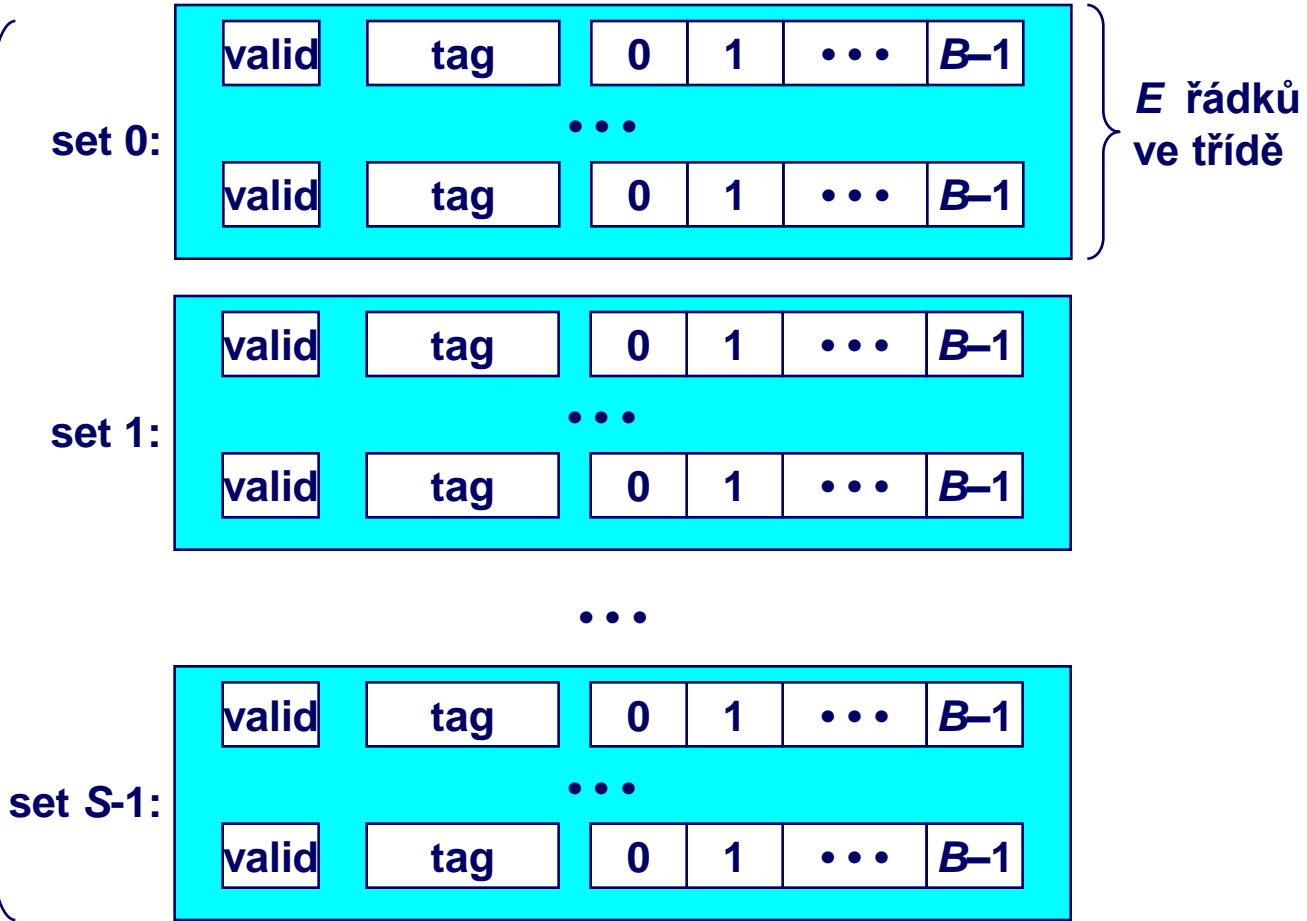 valid tag 0 1 • • • B–1
• • •
set 0:
valid tag 0 1 • • • B–1
E řádků
ve třídě
valid tag 0 1 • • • B–1
• • •
set 1:
valid tag 0 1 • • • B–1
• • •
valid tag 0 1 • • • B–1
• • •
set S-1:
valid tag 0 1 • • • B–1